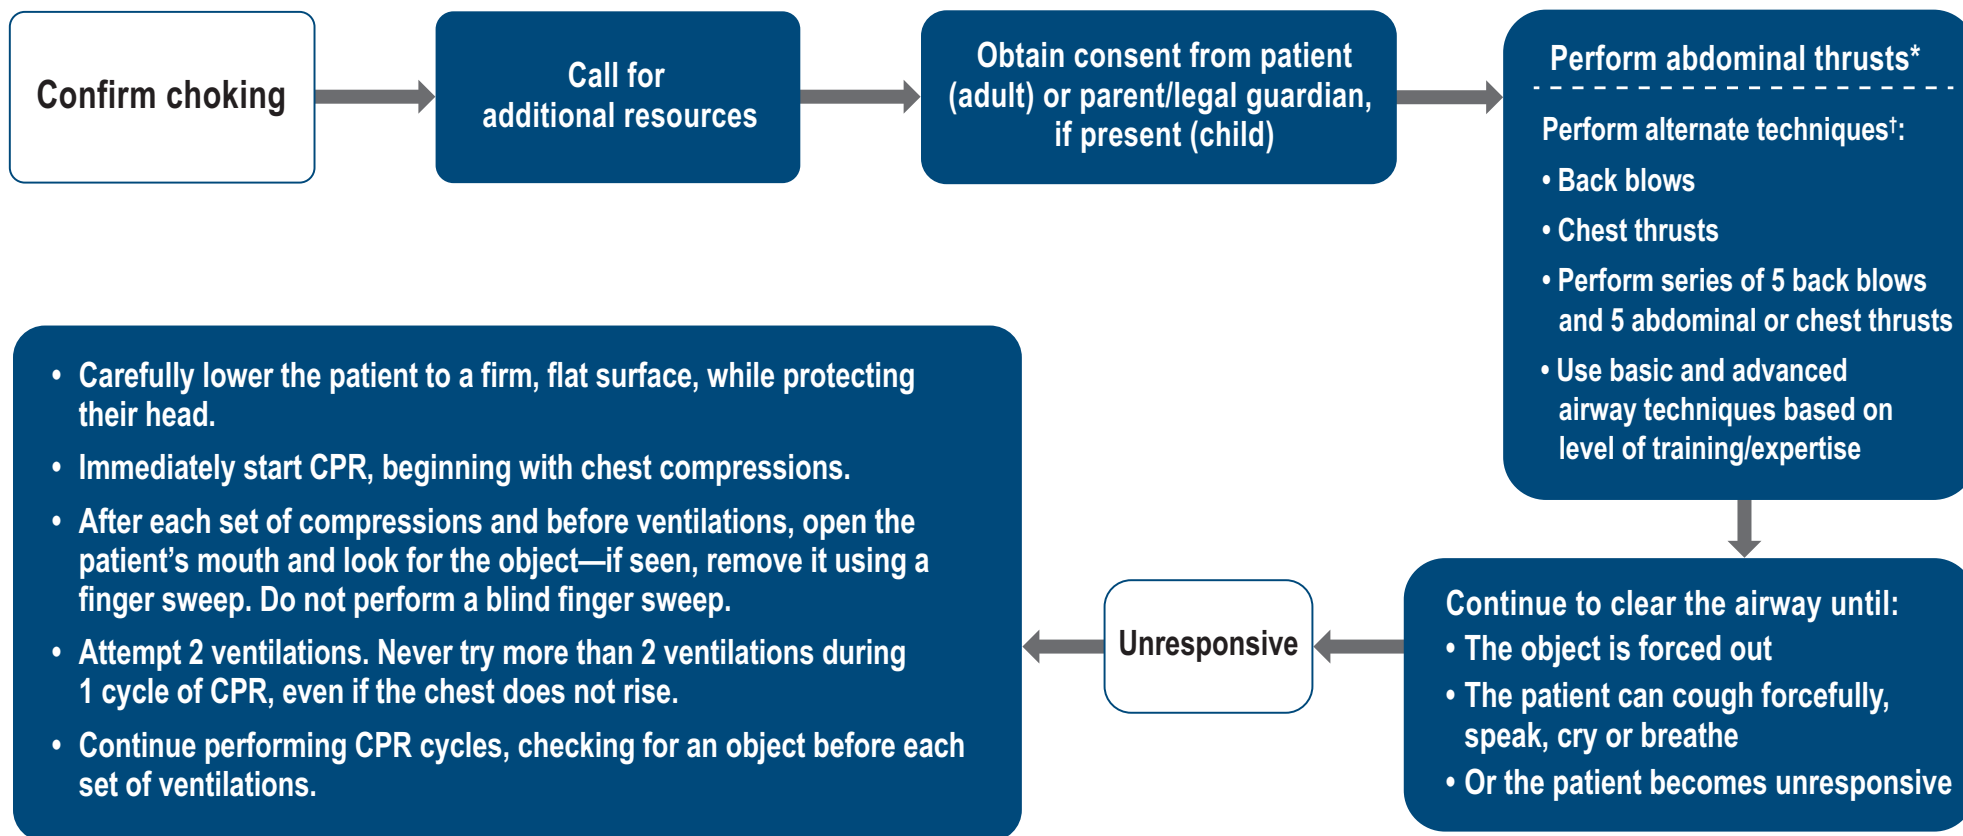 Confirm choking
Call for
additional resources
Obtain consent from patient
(adult) or parent/legal guardian,
if present (child)
Perform abdominal thrusts*
Perform alternate techniques†:
• Back blows
• Chest thrusts
• Perform series of 5 back blows
and 5 abdominal or chest thrusts
• Use basic and advanced
airway techniques based on
level of training/expertise
Continue to clear the airway until:
• The object is forced out
• The patient can cough forcefully,
speak, cry or breathe
• Or the patient becomes unresponsive
Unresponsive
• Carefully lower the patient to a firm, flat surface, while protecting
their head.
• Immediately start CPR, beginning with chest compressions.
• After each set of compressions and before ventilations, open the
patient’s mouth and look for the object—if seen, remove it using a
finger sweep. Do not perform a blind finger sweep.
• Attempt 2 ventilations. Never try more than 2 ventilations during
1 cycle of CPR, even if the chest does not rise.
• Continue performing CPR cycles, checking for an object before each
set of ventilations.